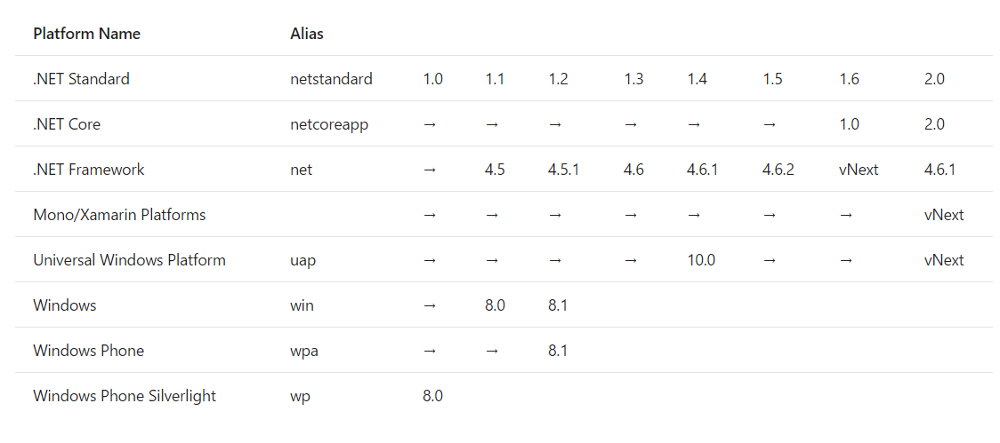 Platform Name Alias
.NET Standard netstandard 1.0 1.1 1.2 1.3 1.4 1.5 1.6 2.0
.NET Core netcoreapp → → → → → → 1.0 2.0
.NET Framework net → 4.5 4.5.1 4.6 4.6.1 4.6.2 vNext 4.6.1
Mono/Xamarin Platforms → → → → → → → vNext
Universal Windows Platform uap → → → → 10.0 → → vNext
Windows win → 8.0 8.1
Windows Phone wpa → → 8.1
Windows Phone Silverlight wp 8.0